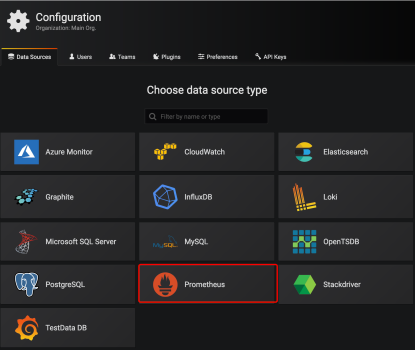 Configuration
Organization: Main Org.
Data Sources Users Teams Plugins Preferences API Keys
Choose data source type
Filter by name or type
Azure Monitor CloudWatch Elasticsearch
Graphite InfluxDB Loki
Microsoft SQL Server MySQL MySQL OpenTSDB
PostgreSQL Prometheus Stackdriver
TestData DB